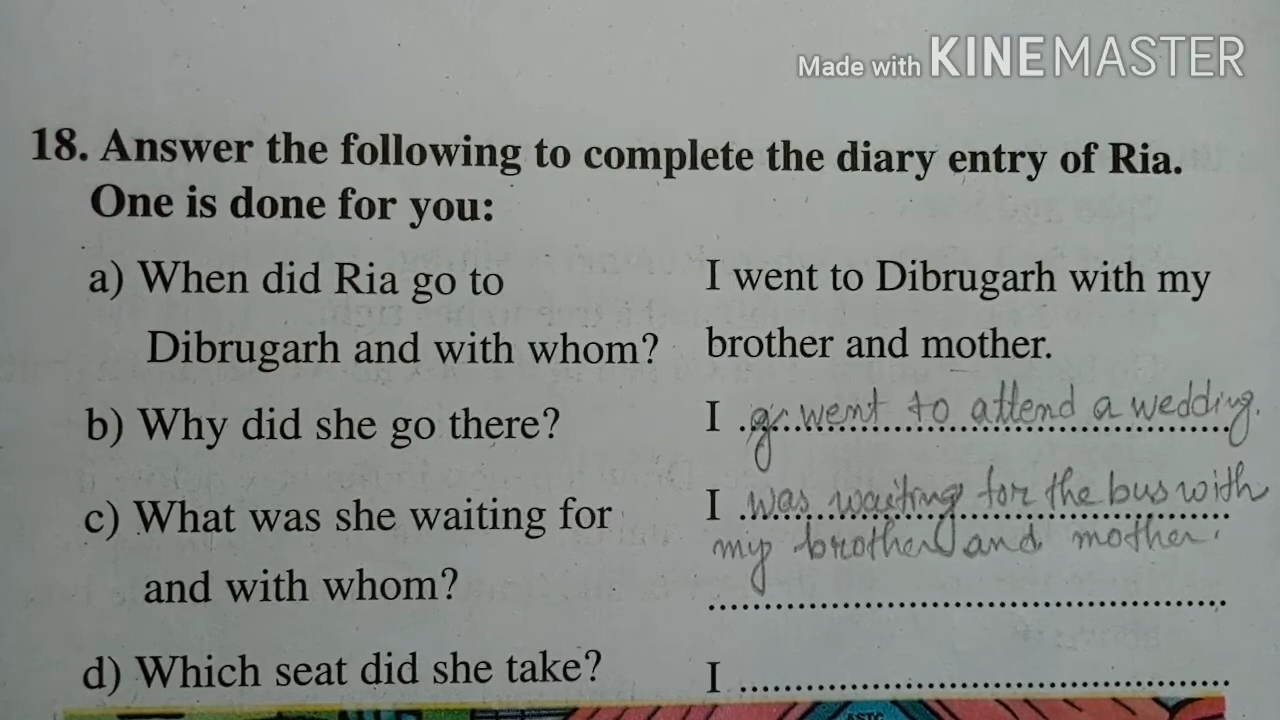 Made with KINEMASTER
18. Answer the following to complete the diary entry of Ria.
One is done for you:
a) When did Ria go to
Dibrugarh and with whom?
I went to Dibrugarh with my
brother and mother.
b) Why did she go there?
I went to attend a wedding.
c) What was she waiting for
and with whom?
I was waiting for the bus with
my brother and mother.
d) Which seat did she take?
I
ASTC